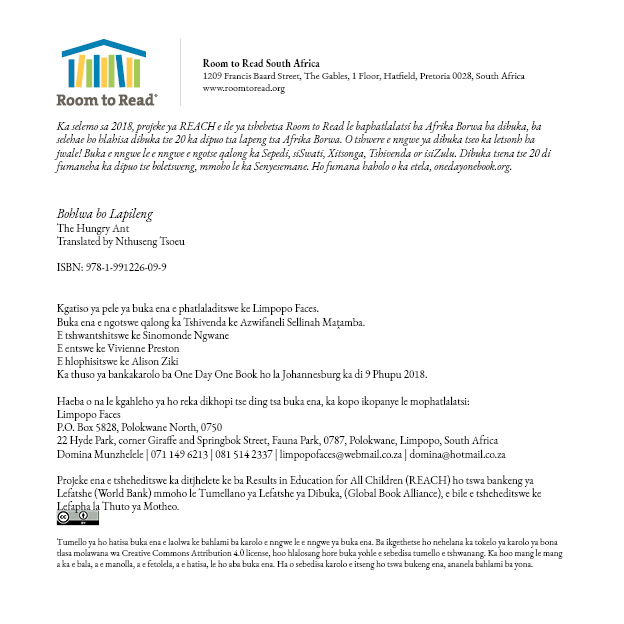 Room to Read®
Room to Read South Africa
1209 Francis Baard Street, The Gables, 1 Floor, Hatfield, Pretoria 0028, South Africa
www.roomtoread.org
Ka selemo sa 2018, projeke ya REACH e ile ya tshehetsa Room to Read le baphatlalatsi ba Afrika Borwa ba dibuka, ba
selehae ho hlahisa dibuka tse 20 ka dipuo tsa lapeng tsa Afrika Borwa. O tshwere e nngwe ya dibuka tseo ka letsonh ha
jwale! Buka e nngwe le e nngwe e ngotse qalong ka Sepedi, siSwati, Xitsonga, Tshivenda or isiZulu. Dibuka tsena tse 20 di
fumaneha ka dipuo tse boletsweng, mmoho le ka Senyesemane. Ho fumana haholo o ka etela, onedayonebook.org.
Bohlwa bo Lapileng
The Hungry Ant
Translated by Nthuseng Tsoeu
ISBN: 978-1-991226-09-9
Kgatiso ya pele ya buka ena e phatlaladitswe ke Limpopo Faces.
Buka ena e ngotswe qalong ka Tshivenda ke Azwifaneli Sellinah Maṱamba.
E tshwantshitswe ke Sinomonde Ngwane
E entswe ke Vivienne Preston
E hlophisitswe ke Alison Ziki
Ka thuso ya bankakarolo ba One Day One Book ho la Johannesburg ka di 9 Phupu 2018.
Haeba o na le kgahleho ya ho reka dikhopi tse ding tsa buka ena, ka kopo ikopanye le mophatlalatsi:
Limpopo Faces
P.O. Box 5828, Polokwane North, 0750
22 Hyde Park, corner Giraffe and Springbok Street, Fauna Park, 0787, Polokwane, Limpopo, South Africa
Domina Munzhelele | 071 149 6213 | 081 514 2337 | limpopofaces@webmail.co.za | domina@hotmail.co.za
Projeke ena e tsheheditswe ka ditjhelete ke ba Results in Education for All Children (REACH) ho tswa bankeng ya
Lefatshe (World Bank) mmoho le Tumellano ya Lefatshe ya Dibuka, (Global Book Alliance), e bile e tsheheditswe ke
Lefapha la Thuto ya Motheo.
CC BY
Tumello ya ho hatisa buka ena e laolwa ke bahlami ba karolo e nngwe le e nngwe ya buka ena. Ba ikgethetse ho nehelana ka tokelo ya karolo ya bona
tlasa molawana wa Creative Commons Attribution 4.0 license, hoo hlalosang hore buka yohle e sebedisa tumello e tshwanang. Ka hoo mang le mang
a ka e bala, a e manolla, a e fetolela, a e hatisa, le ho aba buka ena. Ha o sebedisa karolo e itseng ho tswa bukeng ena, ananela bahlami ba yona.